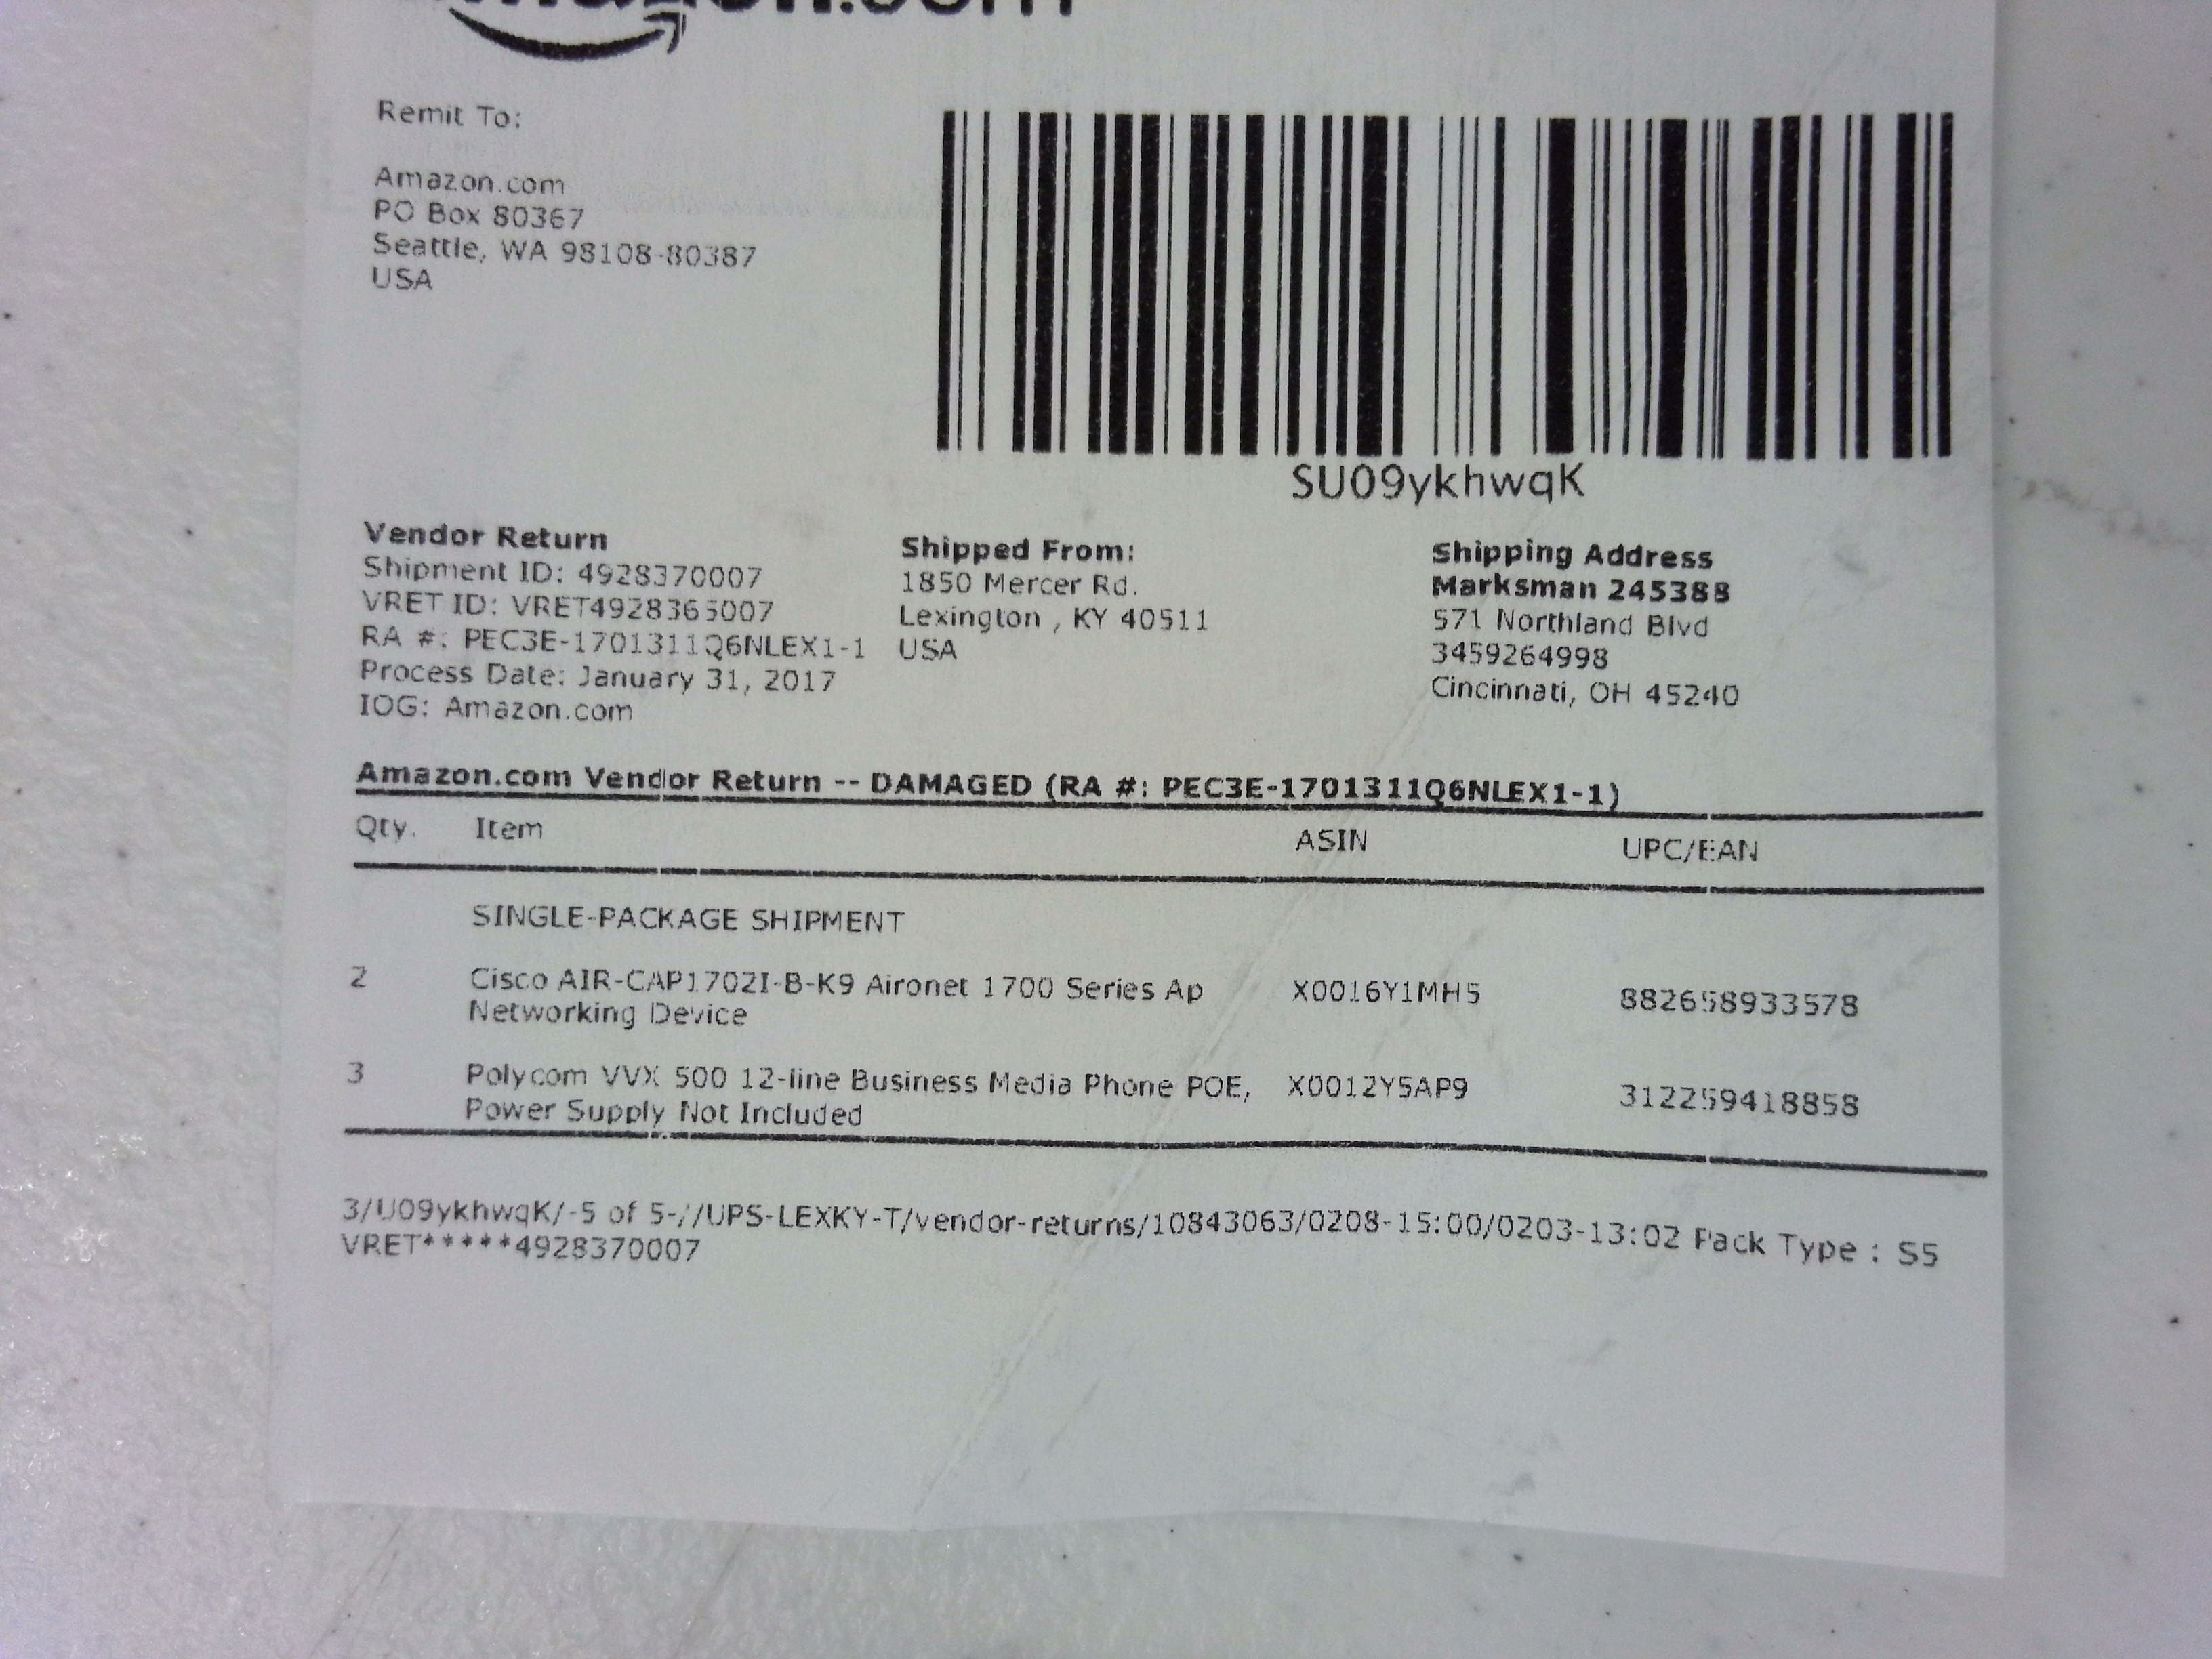 amazon.com
Remit To:
Amazon.com
PO Box 80367
Seattle, WA 98108-80387
USA
SU09ykhwqK
Vendor Return
Shipment ID: 4928370007
VRET ID: VRET4928365007
RA #: PEC3E-1701311Q6NLEX1-1
Process Date: January 31, 2017
IOG: Amazon.com
Shipped From:
1850 Mercer Rd.
Lexington , KY 40511
USA
Shipping Address
Marksman 245388
571 Northland Blvd
3459264998
Cincinnati, OH 45240
Amazon.com Vendor Return -- DAMAGED (RA #: PEC3E-1701311Q6NLEX1-1)
Qty. Item ASIN UPC/EAN
SINGLE-PACKAGE SHIPMENT
2 Cisco AIR-CAP1702I-B-K9 Aironet 1700 Series Ap X0016Y1MH5 882658933578
Networking Device
3 Polycom VVX 500 12-line Business Media Phone POE, X0012Y5AP9 312259418858
Power Supply Not Included
3/U09ykhwqK/-5 of 5-//UPS-LEXKY-T/vendor-returns/10843063/0208-15:00/0203-13:02 Pack Type : S5
VRET*****4928370007